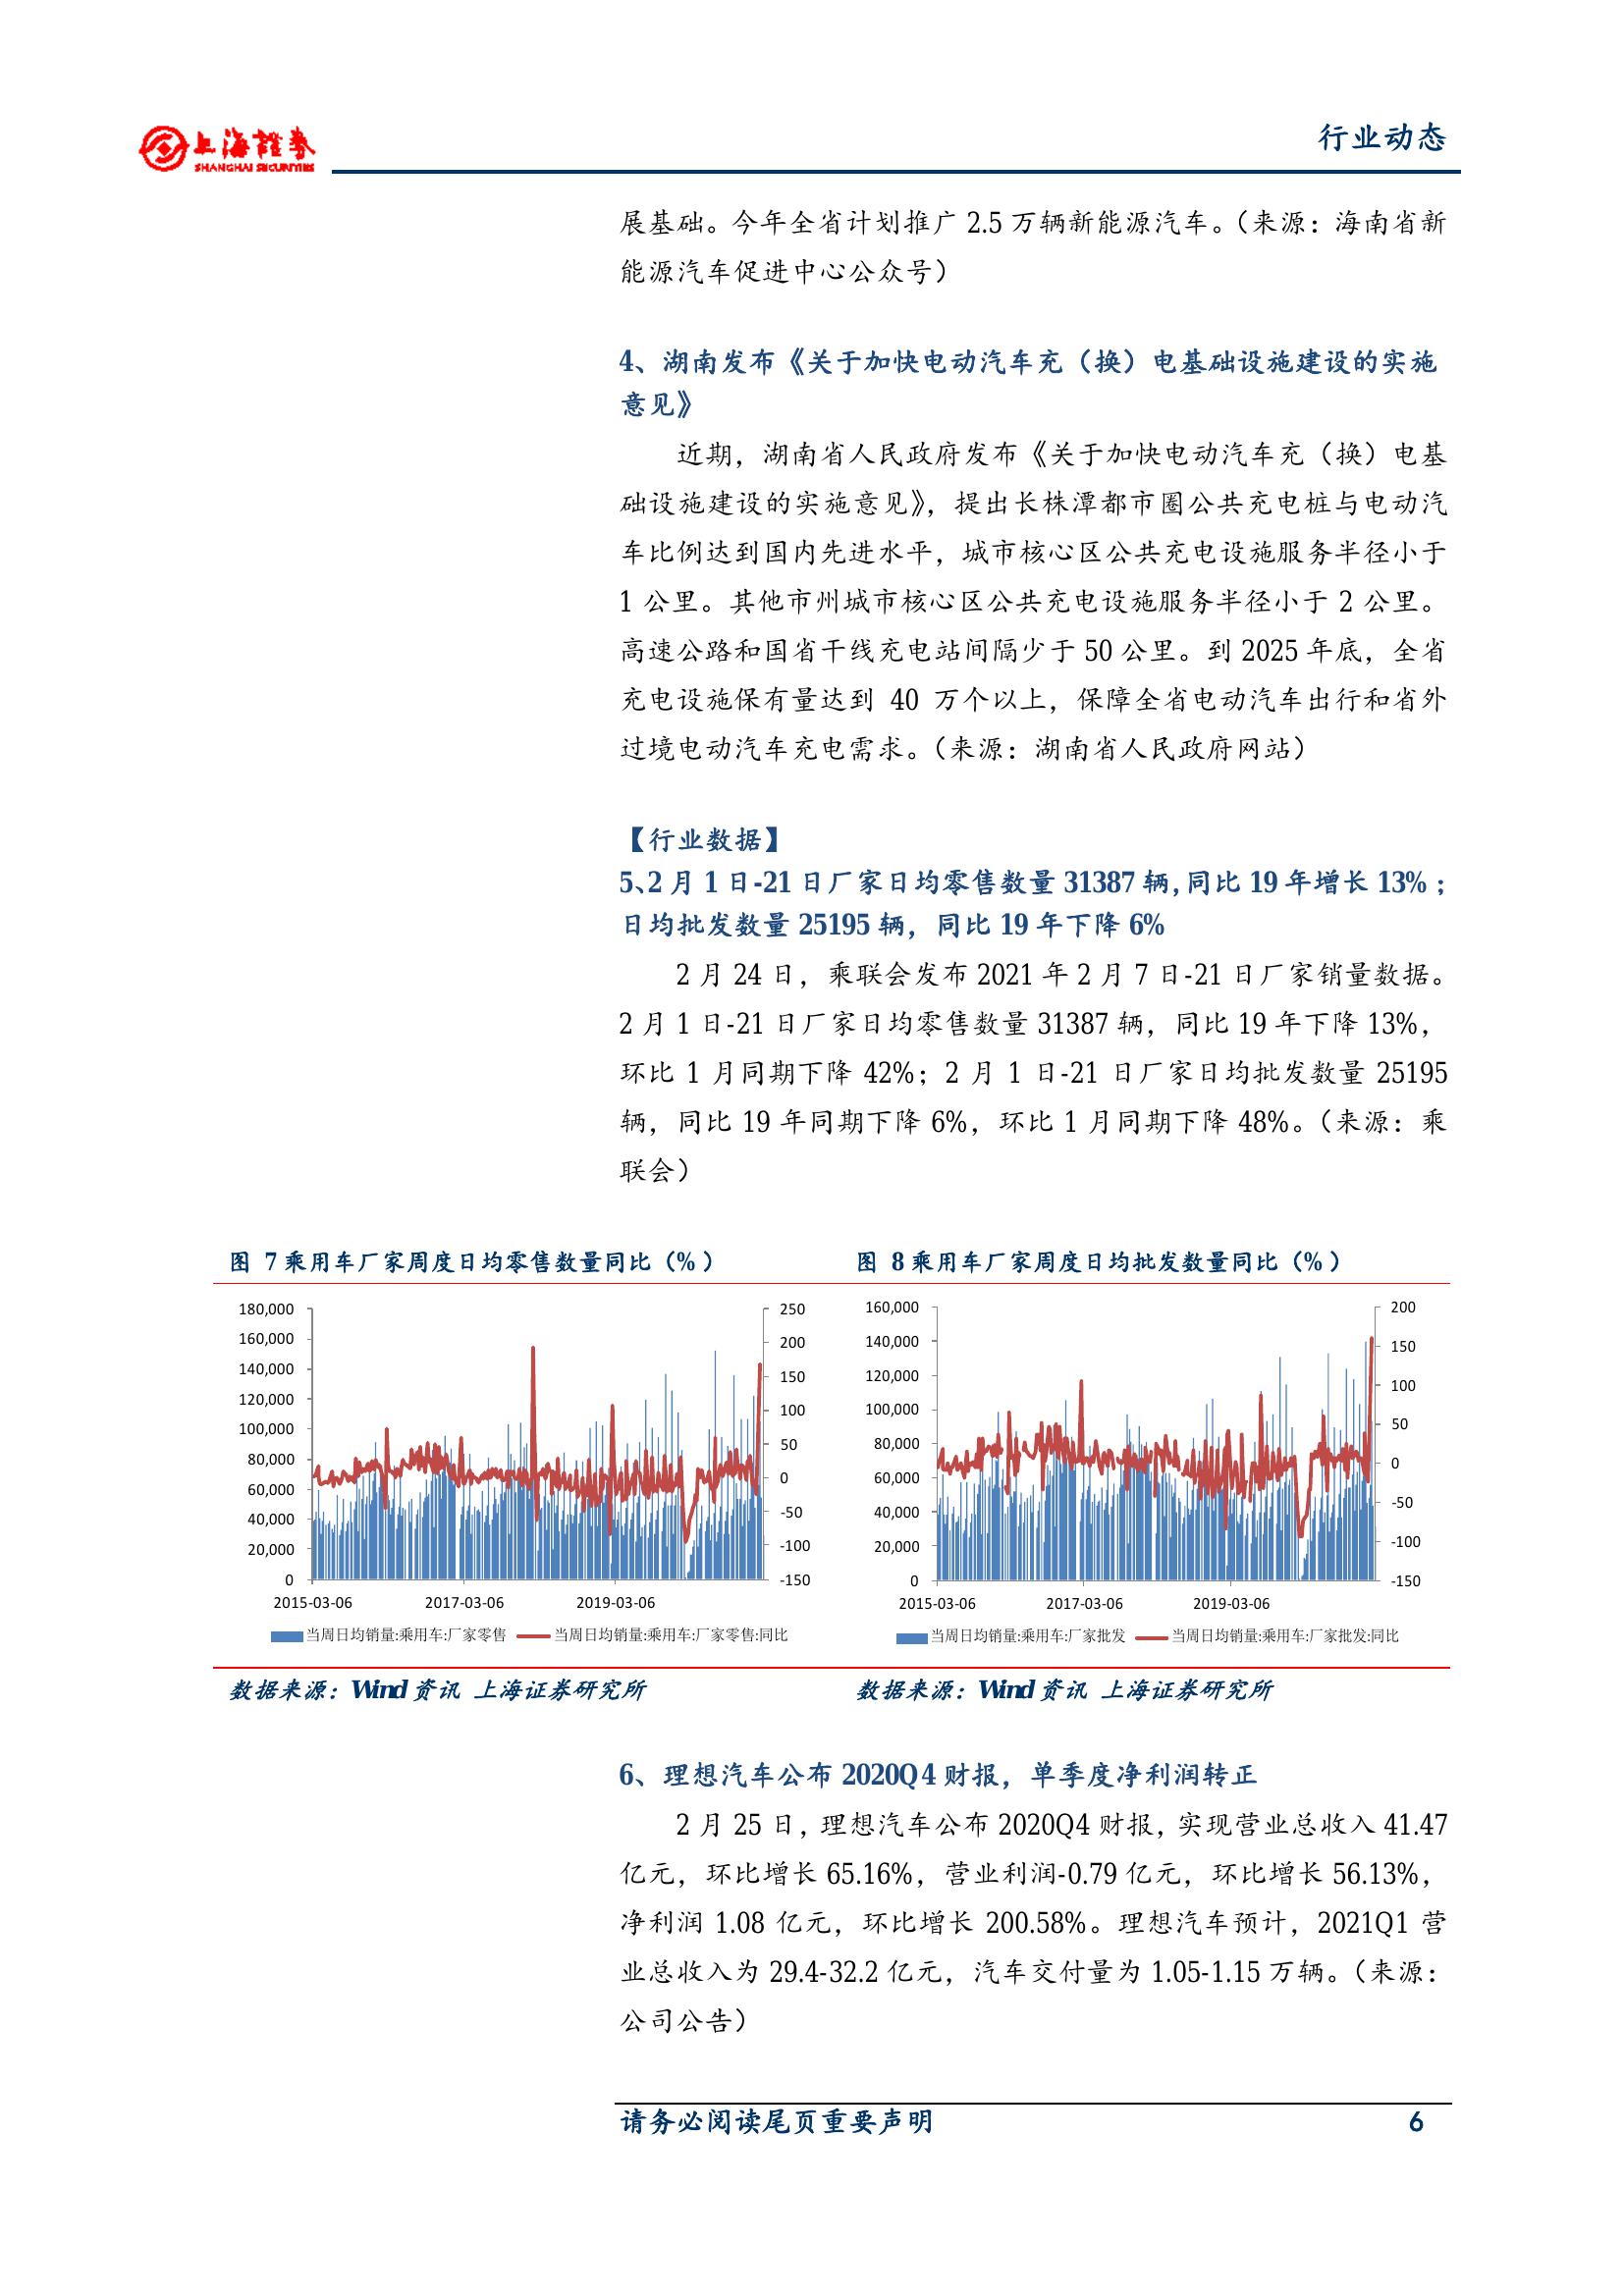 上海證券
SHANGHAI SECURITIES
行业动态
展基础。今年全省计划推广 2.5 万辆新能源汽车。（来源：海南省新
能源汽车促进中心公众号）
4、湖南发布《关于加快电动汽车充（换）电基础设施建设的实施
意见》
近期，湖南省人民政府发布《关于加快电动汽车充（换）电基
础设施建设的实施意见》，提出长株潭都市圈公共充电桩与电动汽
车比例达到国内先进水平，城市核心区公共充电设施服务半径小于
1 公里。其他市州城市核心区公共充电设施服务半径小于 2 公里。
高速公路和国省干线充电站间隔少于 50 公里。到 2025 年底，全省
充电设施保有量达到 40 万个以上，保障全省电动汽车出行和省外
过境电动汽车充电需求。（来源：湖南省人民政府网站）
【行业数据】
5、2 月 1 日-21 日厂家日均零售数量 31387 辆，同比 19 年增长 13%；
日均批发数量 25195 辆，同比 19 年下降 6%
2 月 24 日，乘联会发布 2021 年 2 月 7 日-21 日厂家销量数据。
2 月 1 日-21 日厂家日均零售数量 31387 辆，同比 19 年下降 13%，
环比 1 月同期下降 42%；2 月 1 日-21 日厂家日均批发数量 25195
辆，同比 19 年同期下降 6%，环比 1 月同期下降 48%。（来源：乘
联会）
图 7 乘用车厂家周度日均零售数量同比（%）
180,000
160,000
140,000
120,000
100,000
80,000
60,000
40,000
20,000
0
250
200
150
100
50
0
-50
-100
-150
2015-03-06 2017-03-06 2019-03-06
当周日均销量:乘用车:厂家零售 当周日均销量:乘用车:厂家零售:同比
数据来源：Wind 资讯 上海证券研究所
图 8 乘用车厂家周度日均批发数量同比（%）
160,000
140,000
120,000
100,000
80,000
60,000
40,000
20,000
0
200
150
100
50
0
-50
-100
-150
2015-03-06 2017-03-06 2019-03-06
当周日均销量:乘用车:厂家批发 当周日均销量:乘用车:厂家批发:同比
数据来源：Wind 资讯 上海证券研究所
6、理想汽车公布 2020Q4 财报，单季度净利润转正
2 月 25 日，理想汽车公布 2020Q4 财报，实现营业总收入 41.47
亿元，环比增长 65.16%，营业利润-0.79 亿元，环比增长 56.13%，
净利润 1.08 亿元，环比增长 200.58%。理想汽车预计，2021Q1 营
业总收入为 29.4-32.2 亿元，汽车交付量为 1.05-1.15 万辆。（来源：
公司公告）
请务必阅读尾页重要声明 6